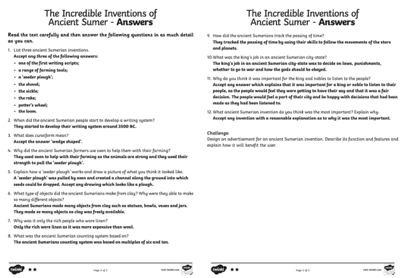 The Incredible Inventions of
Ancient Sumer - Answers
Read the text carefully and then answer the following questions in as much detail
as you can.
1. List three ancient Sumerian inventions.
Accept any three of the following answers:
• one of the first writing scripts;
• a range of farming tools;
• a 'seeder plough';
• the shovel;
• the sickle;
• the rake;
• potter's wheel;
• the loom.
2. When did the ancient Sumerian people start to develop a writing system?
They started to develop their writing system around 3500 BC.
3. What does cuneiform mean?
Accept the answer 'wedge shaped'.
4. Why did the ancient Sumerian farmers use oxen to help them with their farming?
They used oxen to help with their farming as the animals are strong and they used their
strength to pull the 'seeder plough'.
5. Explain how a 'seeder plough' works and draw a picture of what you think it looked like.
A 'seeder plough' was pulled by oxen and created a channel along the ground into which
seeds could be dropped. Accept any drawing which looks like a plough.
6. What type of objects did the ancient Sumerians make from clay? Why were they able to make
so many different objects?
Ancient Sumerians made many objects from clay such as statues, bowls, vases and jars.
They made so many objects as clay was freely available.
7. Why was it only the rich people who wore linen?
Only the rich wore linen as it was more expensive than wool.
8. What was the ancient Sumerians counting system based on?
The ancient Sumerians counting system was based on multiples of six and ten.
twinkl
Page 1 of 2
visit twinkl.com
The Incredible Inventions of
Ancient Sumer - Answers
9. How did the ancient Sumerians track the passing of time?
They tracked the passing of time by using their skills to follow the movements of the stars
and planets.
10. What was the king's job in an ancient Sumerian city-state?
The king's job in an ancient Sumerian city-state was to decide on laws, punishments,
whether to go to war and how the gods should be obeyed.
11. Why do you think it was important for the king and nobles to listen to the people?
Accept any answer which explains that it was important for a king or noble to listen to their
people, so the people would feel they were getting to have their say and that it was a fair
decision. The people would feel a part of their city and be happy with decisions that had been
made as they had been listened to.
12. What ancient Sumerian invention do you think was the most important? Explain why.
Accept any invention with a reasonable explanation as to why it was the most important.
Challenge
Design an advertisement for an ancient Sumerian invention. Describe its function and features and
explain how it will benefit the user.
twinkl
Page 2 of 2
visit twinkl.com